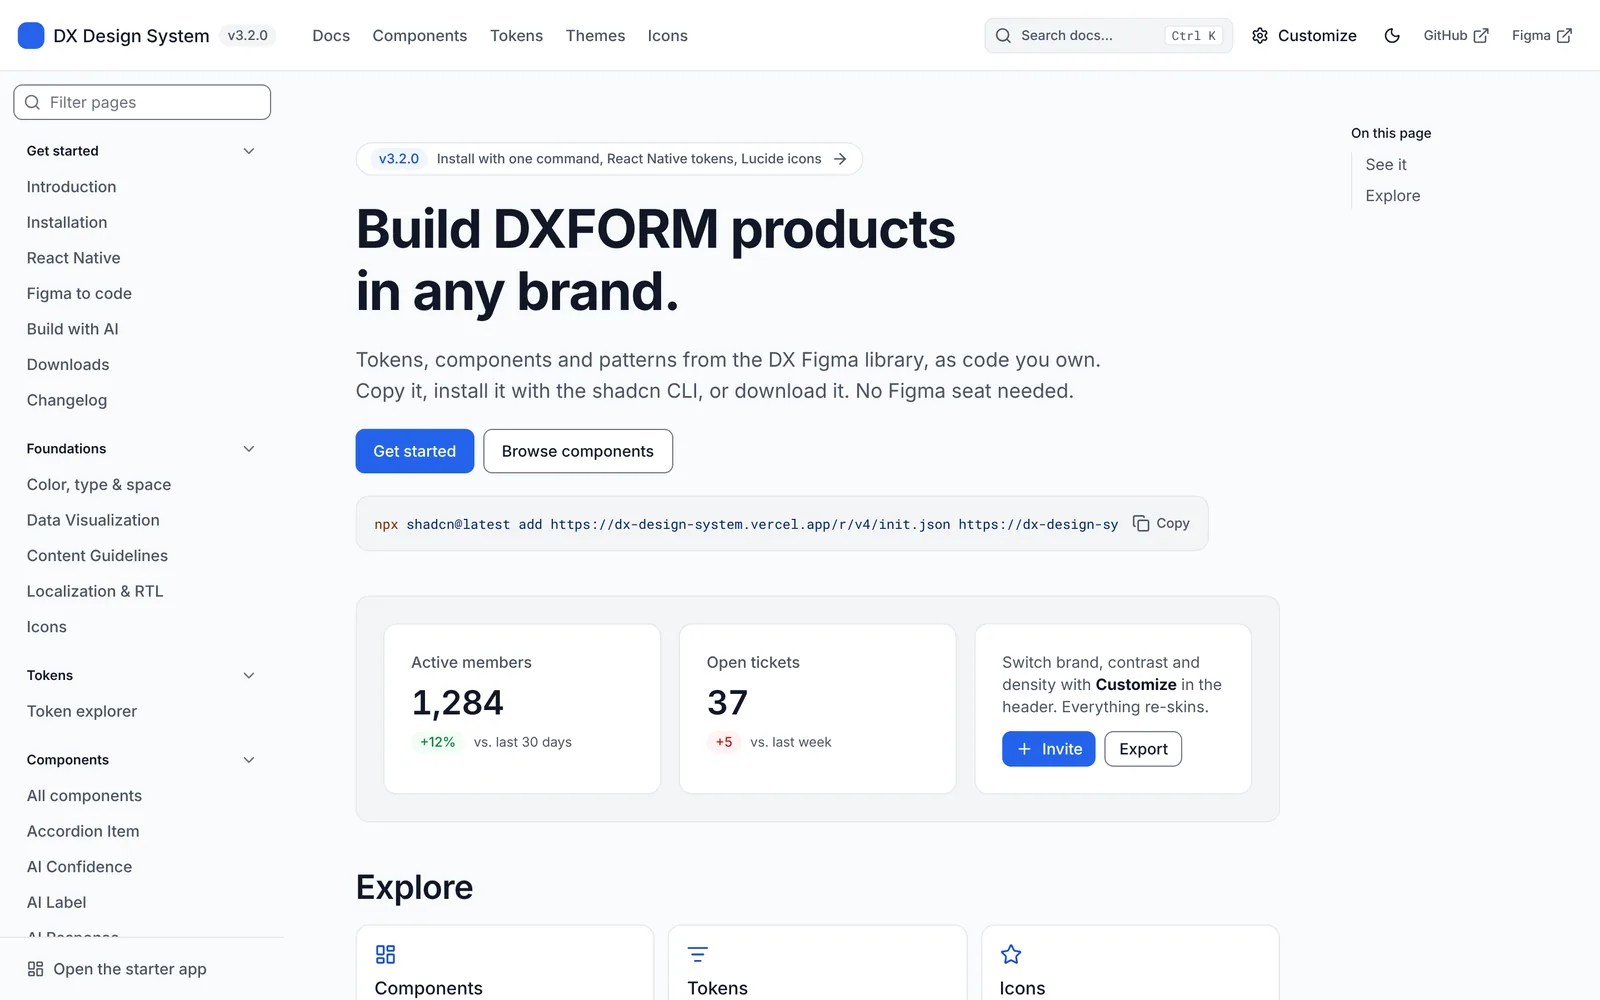 DX Design System v3.2.0
Docs Components Tokens Themes Icons
Search docs... Ctrl K
Customize
GitHub
Figma
Filter pages
Get started
Introduction
Installation
React Native
Figma to code
Build with AI
Downloads
Changelog
Foundations
Color, type & space
Data Visualization
Content Guidelines
Localization & RTL
Icons
Tokens
Token explorer
Components
All components
Accordion Item
AI Confidence
AI Label
AI Response
Open the starter app
v3.2.0 Install with one command, React Native tokens, Lucide icons
Build DXFORM products
in any brand.
Tokens, components and patterns from the DX Figma library, as code you own.
Copy it, install it with the shadcn CLI, or download it. No Figma seat needed.
Get started
Browse components
npx shadcn@latest add https://dx-design-system.vercel.app/r/v4/init.json https://dx-design-sy
Copy
Active members
1,284
+12% vs. last 30 days
Open tickets
37
+5 vs. last week
Switch brand, contrast and
density with Customize in the
header. Everything re-skins.
Invite
Export
Explore
Components
Tokens
Icons
On this page
See it
Explore